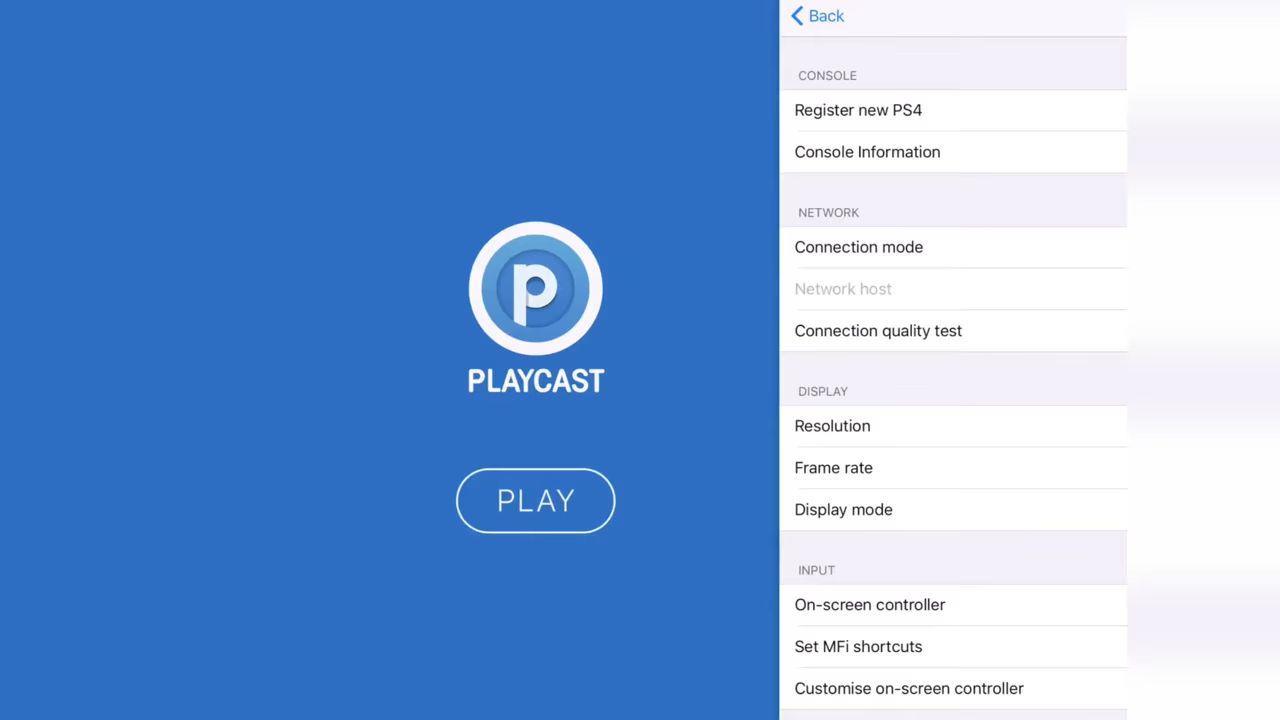 p
PLAYCAST
PLAY
Back
CONSOLE
Register new PS4
Console Information
NETWORK
Connection mode
Network host
Connection quality test
DISPLAY
Resolution
Frame rate
Display mode
INPUT
On-screen controller
Set MFi shortcuts
Customise on-screen controller